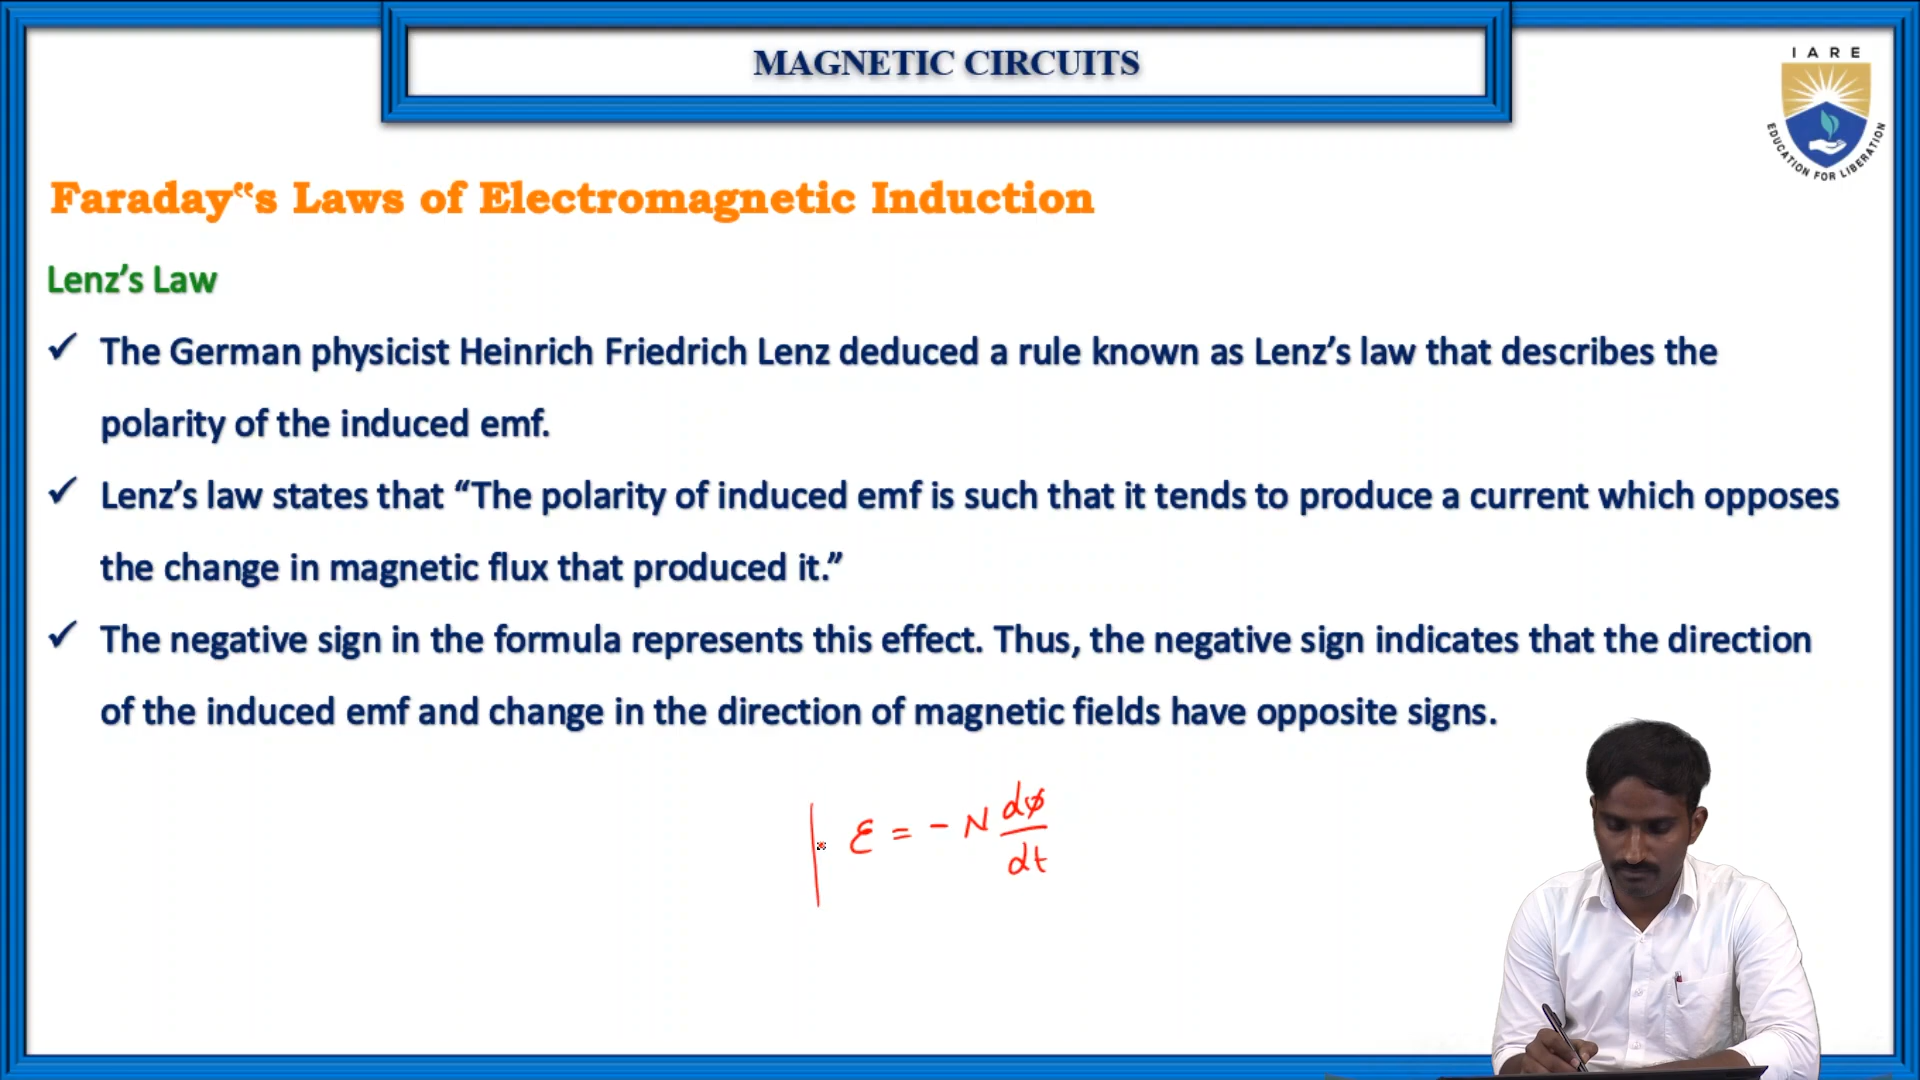 MAGNETIC CIRCUITS
IARE
EDUCATION FOR LIBERATION
Faraday‟s Laws of Electromagnetic Induction
Lenz’s Law
✓ The German physicist Heinrich Friedrich Lenz deduced a rule known as Lenz’s law that describes the
polarity of the induced emf.
✓ Lenz’s law states that “The polarity of induced emf is such that it tends to produce a current which opposes
the change in magnetic flux that produced it.”
✓ The negative sign in the formula represents this effect. Thus, the negative sign indicates that the direction
of the induced emf and change in the direction of magnetic fields have opposite signs.
ε = - N dφ/dt